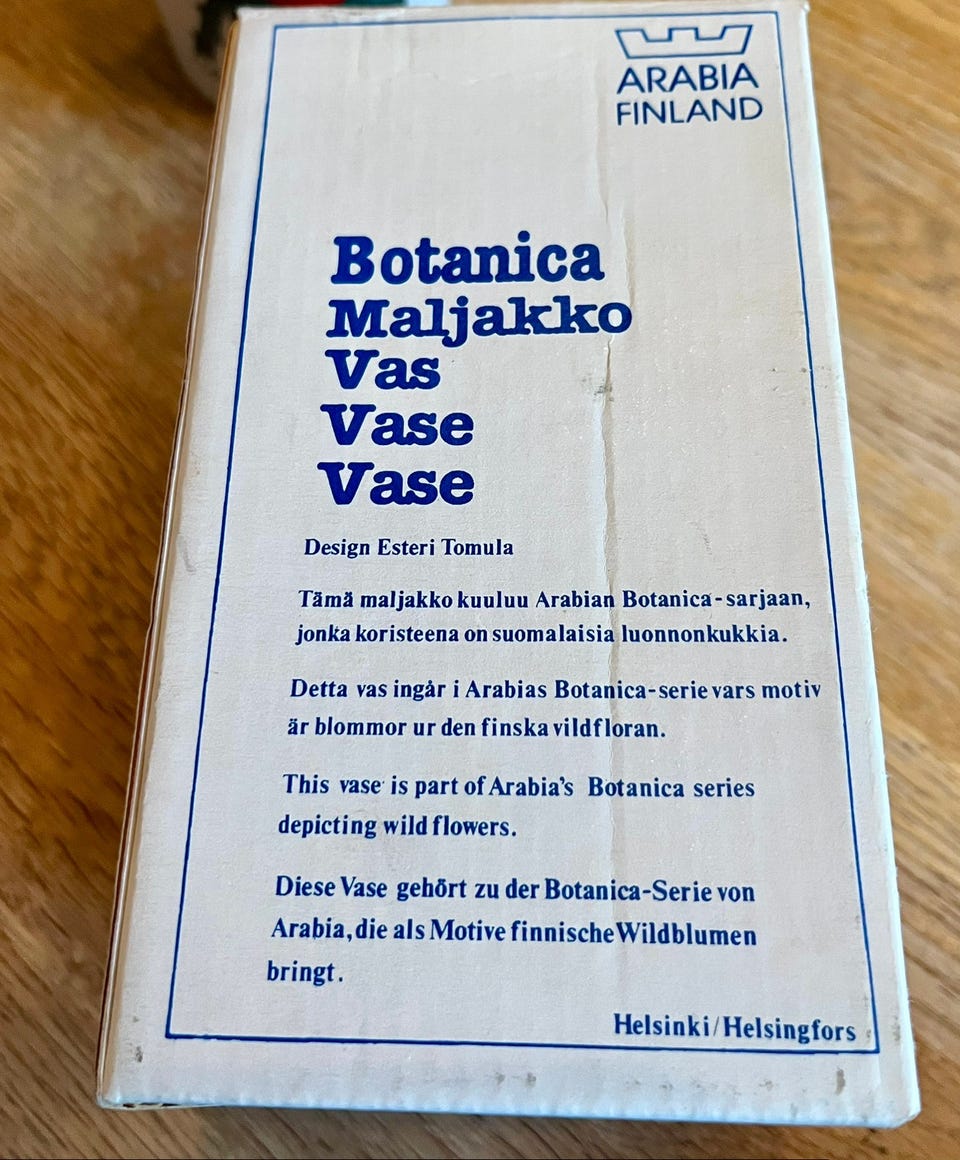 ARABIA
FINLAND
Botanica
Maljakko
Vas
Vase
Vase
Design Esteri Tomula
Tämä maljakko kuuluu Arabian Botanica-sarjaan,
jonka koristeena on suomalaisia luonnonkukkia.
Detta vas ingår i Arabias Botanica-serie vars motiv
är blommor ur den finska vildfloran.
This vase is part of Arabia's Botanica series
depicting wild flowers.
Diese Vase gehört zu der Botanica-Serie von
Arabia, die als Motive finnische Wildblumen
bringt.
Helsinki/Helsingfors